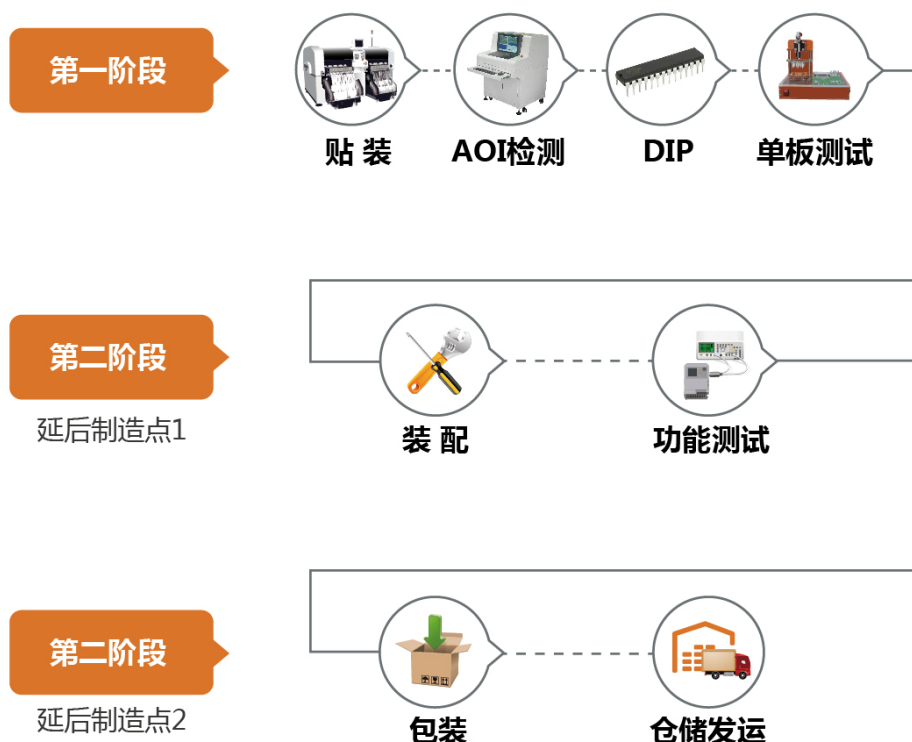 第一阶段
贴 装
AOI检测
DIP
单板测试
第二阶段
延后制造点1
装 配
功能测试
第二阶段
延后制造点2
包装
仓储发运